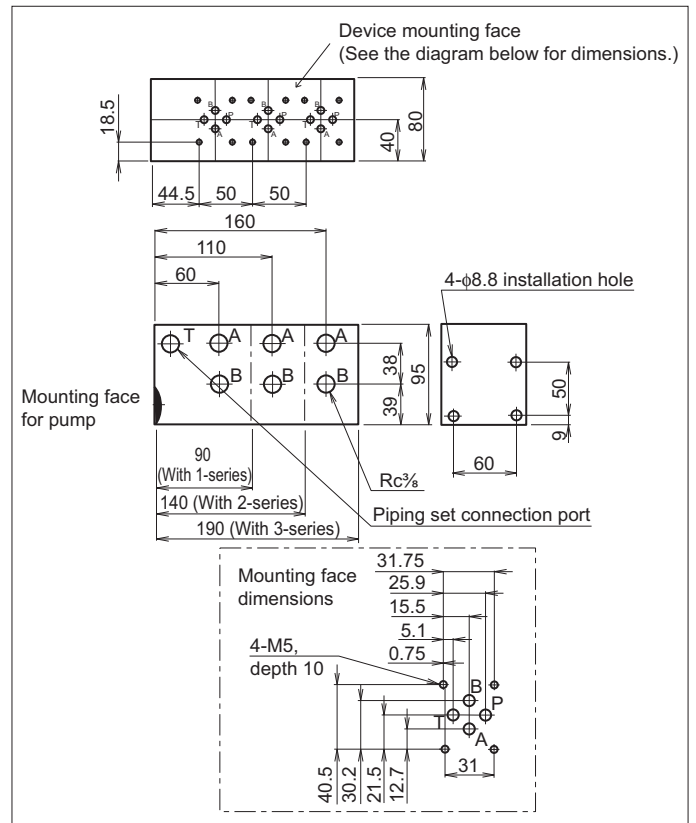 Device mounting face
(See the diagram below for dimensions.)
B B B
T P T P T P
A A A
18.5
40
80
44.5 50 50
160
110
60
4-φ8.8 installation hole
T A A A
B B B
38
39
95
50
9
60
Mounting face
for pump
90
(With 1-series)
140 (With 2-series)
190 (With 3-series)
Rc⅜
Piping set connection port
Mounting face
dimensions
31.75
25.9
15.5
5.1
0.75
4-M5,
depth 10
B
T P
A
40.5
30.2
21.5
12.7
31